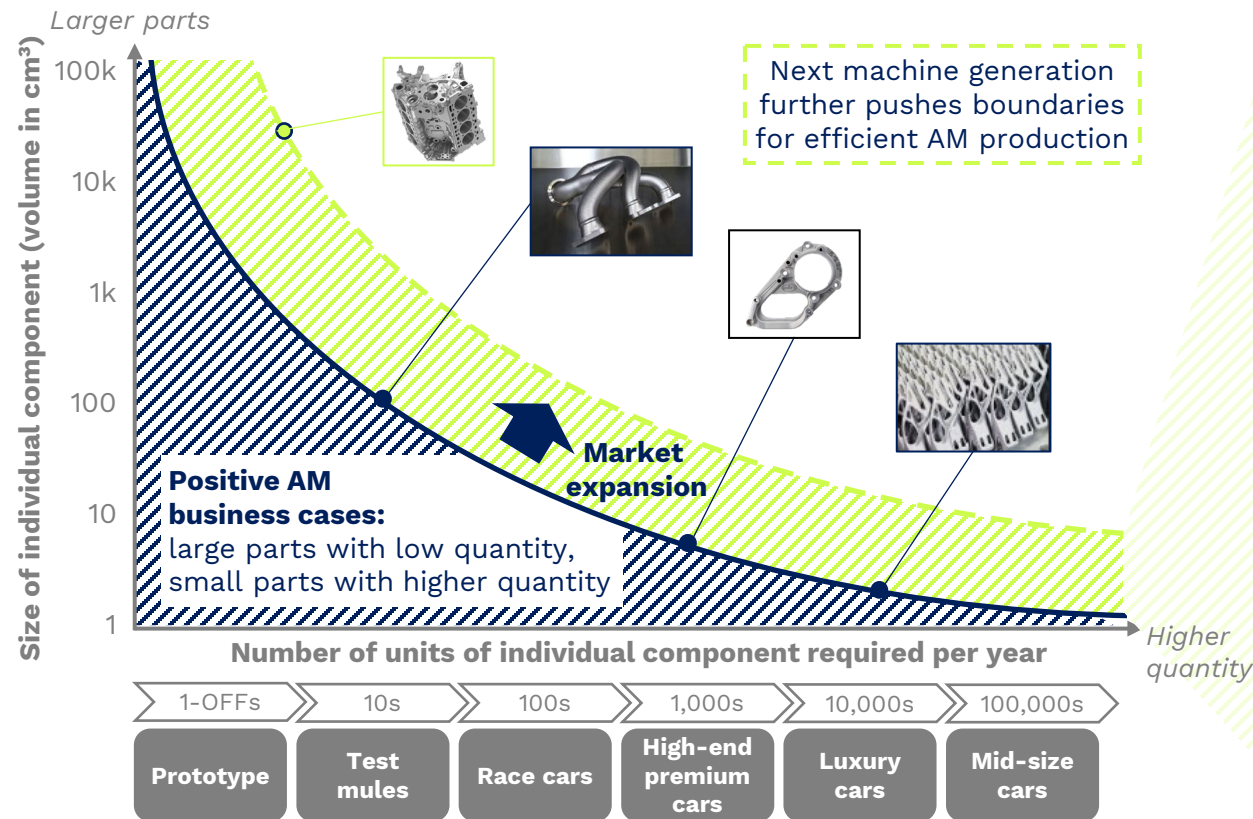 Larger parts
Size of individual component (volume in cm³)
100k
10k
1k
100
10
1
Next machine generation
further pushes boundaries
for efficient AM production
Market
expansion
Positive AM
business cases:
large parts with low quantity,
small parts with higher quantity
Higher
quantity
Number of units of individual component required per year
1-OFFs
10s
100s
1,000s
10,000s
100,000s
Prototype
Test
mules
Race cars
High-end
premium
cars
Luxury
cars
Mid-size
cars